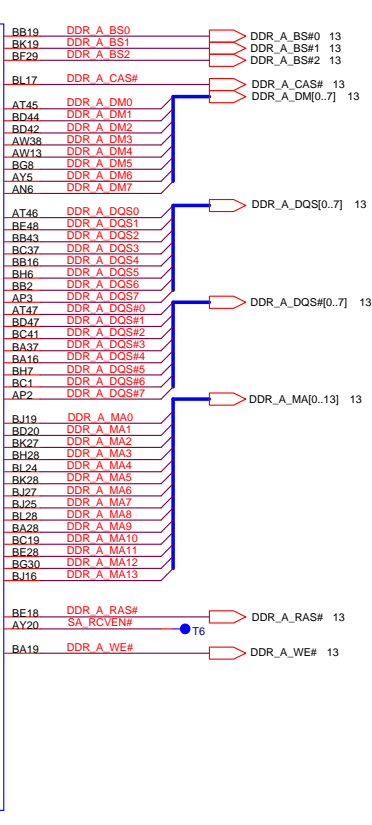 BB19 DDR_A_BS0 DDR_A_BS#0 13
BK19 DDR_A_BS1 DDR_A_BS#1 13
BF29 DDR_A_BS2 DDR_A_BS#2 13
BL17 DDR_A_CAS# DDR_A_CAS# 13
DDR_A_DM[0..7] 13
AT45 DDR_A_DM0
BD44 DDR_A_DM1
BD42 DDR_A_DM2
AW38 DDR_A_DM3
AW13 DDR_A_DM4
BG8 DDR_A_DM5
AY5 DDR_A_DM6
AN6 DDR_A_DM7
DDR_A_DQS[0..7] 13
AT46 DDR_A_DQS0
BE48 DDR_A_DQS1
BB43 DDR_A_DQS2
BC37 DDR_A_DQS3
BB16 DDR_A_DQS4
BH6 DDR_A_DQS5
BB2 DDR_A_DQS6
AP3 DDR_A_DQS7
DDR_A_DQS#[0..7] 13
AT47 DDR_A_DQS#0
BD47 DDR_A_DQS#1
BC41 DDR_A_DQS#2
BA37 DDR_A_DQS#3
BA16 DDR_A_DQS#4
BH7 DDR_A_DQS#5
BC1 DDR_A_DQS#6
AP2 DDR_A_DQS#7
DDR_A_MA[0..13] 13
BJ19 DDR_A_MA0
BD20 DDR_A_MA1
BK27 DDR_A_MA2
BH28 DDR_A_MA3
BL24 DDR_A_MA4
BK28 DDR_A_MA5
BJ27 DDR_A_MA6
BJ25 DDR_A_MA7
BL28 DDR_A_MA8
BA28 DDR_A_MA9
BC19 DDR_A_MA10
BE28 DDR_A_MA11
BG30 DDR_A_MA12
BJ16 DDR_A_MA13
BE18 DDR_A_RAS# DDR_A_RAS# 13
AY20 SA_RCVEN# T6
BA19 DDR_A_WE# DDR_A_WE# 13